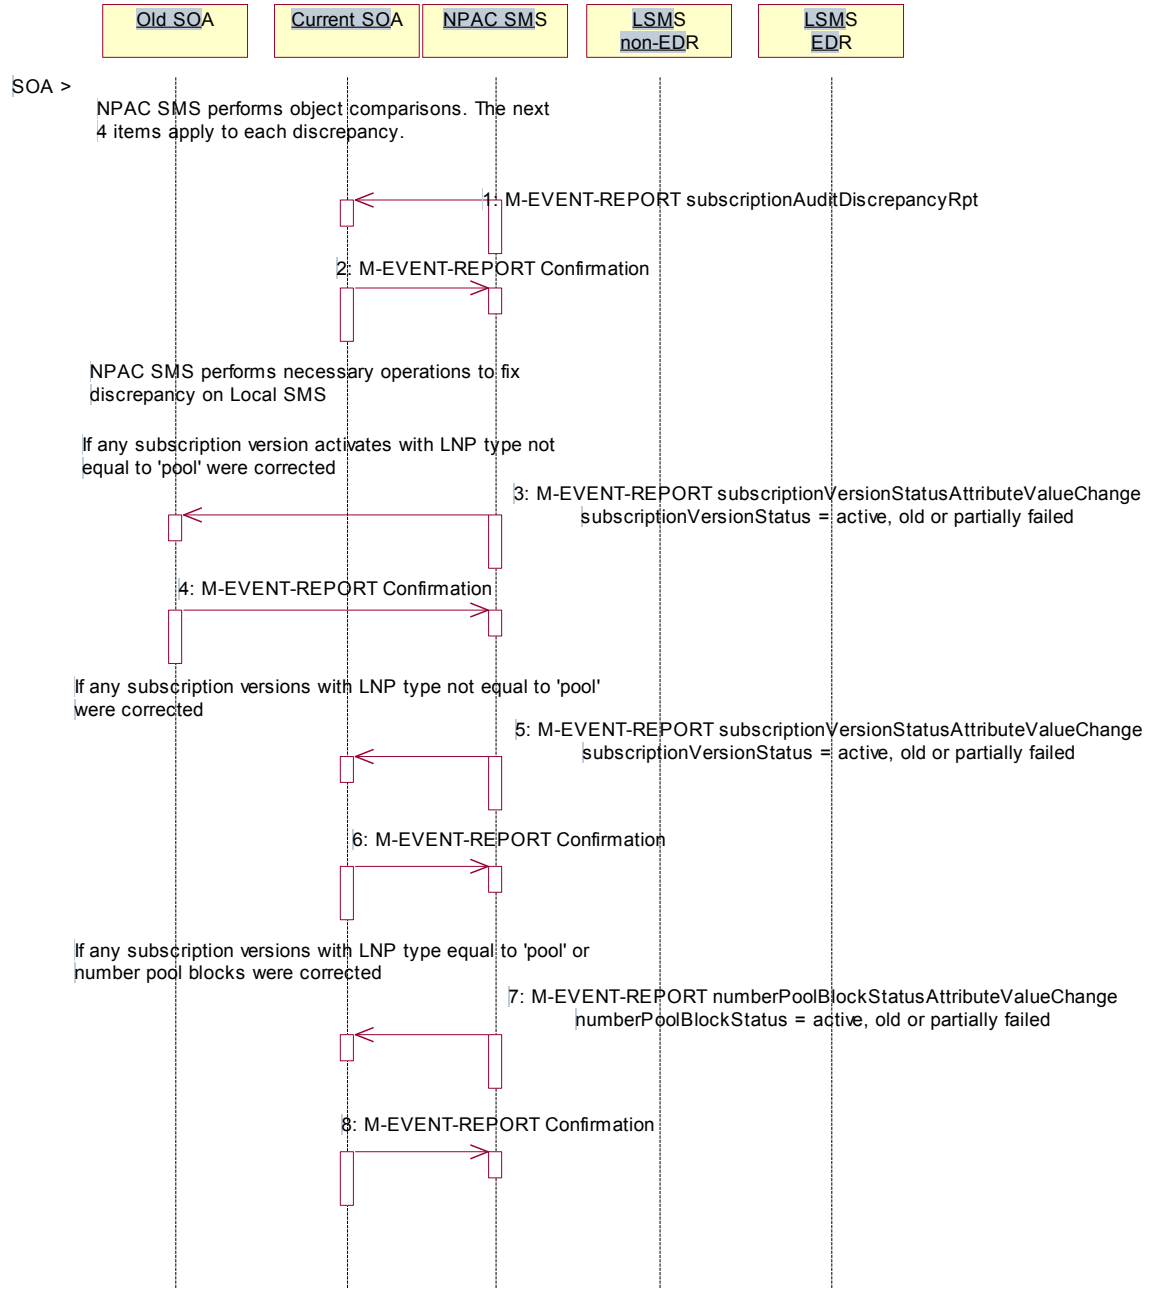 Old SOA
Current SOA
NPAC SMS
LSMS
non-EDR
LSMS
EDR
SOA >
NPAC SMS performs object comparisons. The next
4 items apply to each discrepancy.
1: M-EVENT-REPORT subscriptionAuditDiscrepancyRpt
2: M-EVENT-REPORT Confirmation
NPAC SMS performs necessary operations to fix
discrepancy on Local SMS
If any subscription version activates with LNP type not
equal to 'pool' were corrected
3: M-EVENT-REPORT subscriptionVersionStatusAttributeValueChange
subscriptionVersionStatus = active, old or partially failed
4: M-EVENT-REPORT Confirmation
If any subscription versions with LNP type not equal to 'pool'
were corrected
5: M-EVENT-REPORT subscriptionVersionStatusAttributeValueChange
subscriptionVersionStatus = active, old or partially failed
6: M-EVENT-REPORT Confirmation
If any subscription versions with LNP type equal to 'pool' or
number pool blocks were corrected
7: M-EVENT-REPORT numberPoolBlockStatusAttributeValueChange
numberPoolBlockStatus = active, old or partially failed
8: M-EVENT-REPORT Confirmation